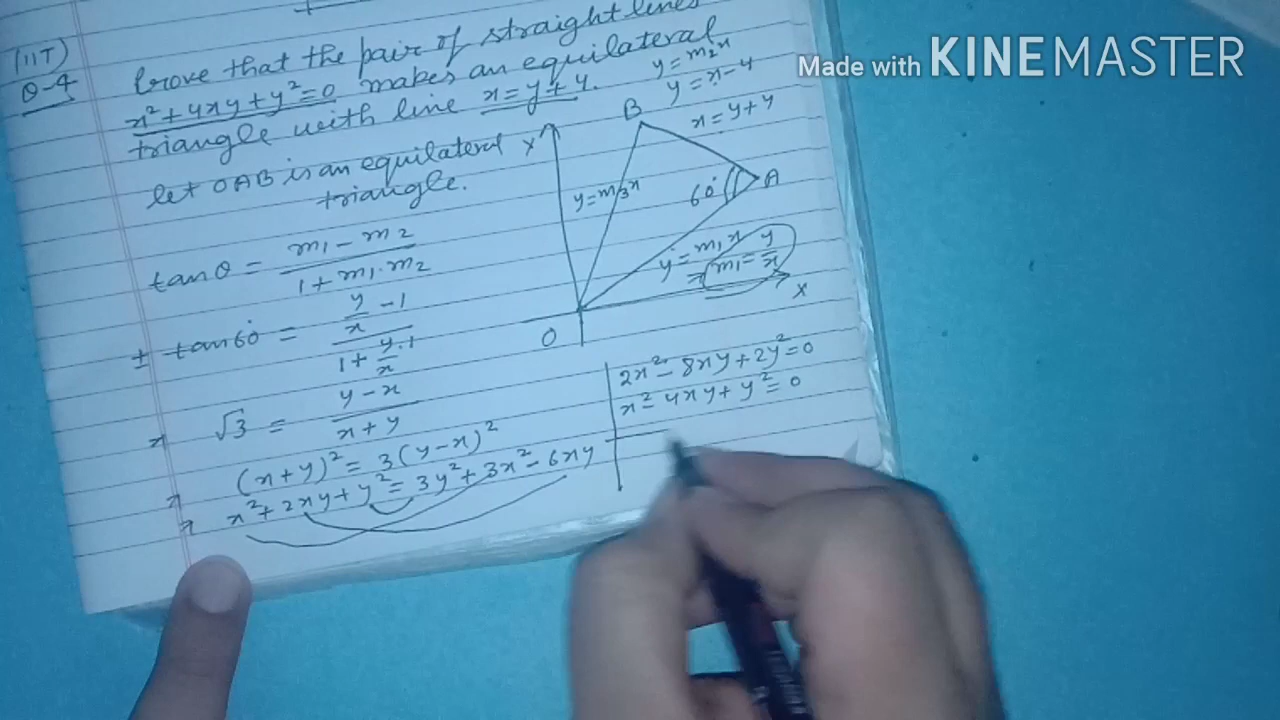 Made with KINEMASTER
(IIT)
Q-4
Prove that the pair of straight lines
x²+4xy+y²=0 makes an equilateral
triangle with line x=y+4.
let OAB is an equilateral
triangle.
y=m₂x
y=x-4
x=y+4
B
Y
A
60°
y=m₃x
y=m₁x
⇒ m₁=y/x
X
O
tanθ = (m₁-m₂)/(1+m₁.m₂)
± tan60° = (y/x -1)/(1+y/x.1)
⇒ √3 = (y-x)/(x+y)
⇒ (x+y)²=3(y-x)²
⇒ x²+2xy+y²=3y²+3x²-6xy
2x²-8xy+2y²=0
x²-4xy+y²=0